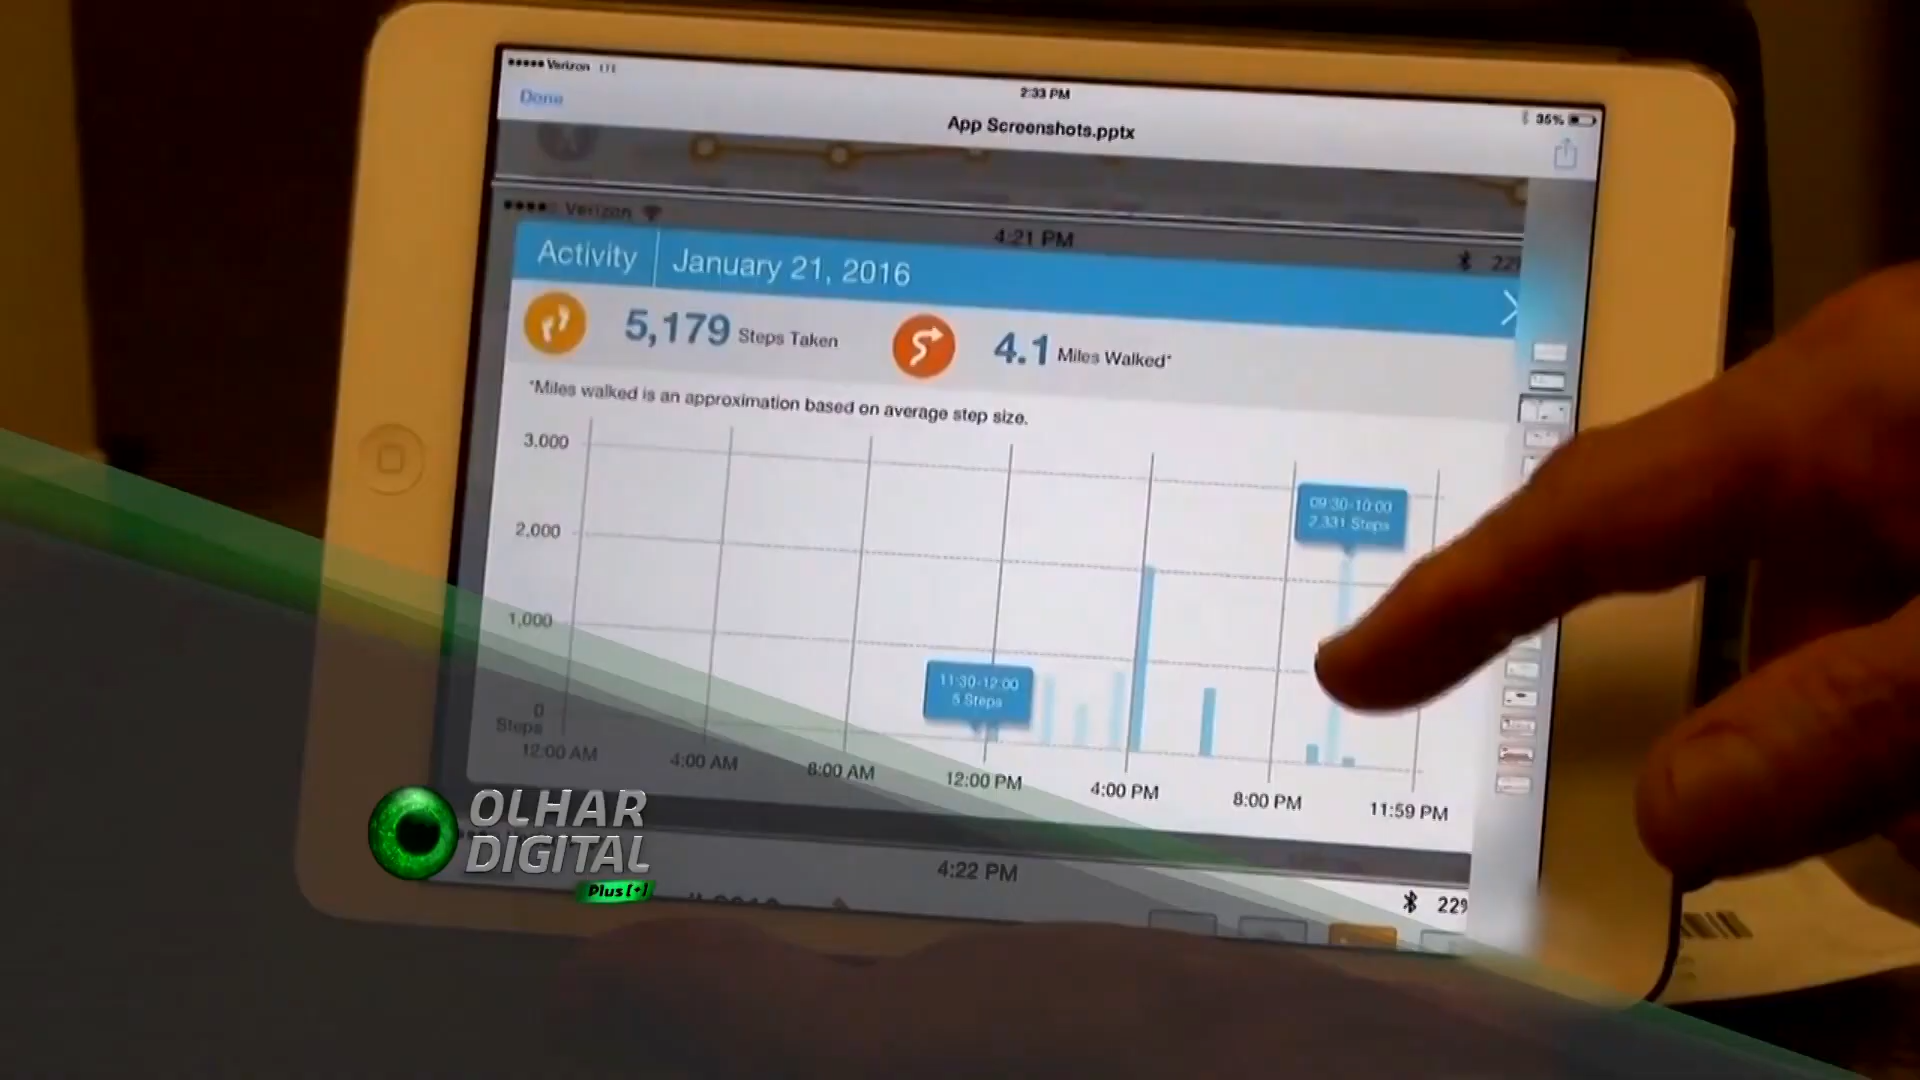 Verizon LTE
2:33 PM
35%
Done
App Screenshots.pptx
Verizon
4:21 PM
Activity
January 21, 2016
5,179 Steps Taken
4.1 Miles Walked*
*Miles walked is an approximation based on average step size.
3,000
2,000
1,000
0
Steps
09:30-10:00
2,331 Steps
11:30-12:00
5 Steps
12:00 AM
4:00 AM
8:00 AM
12:00 PM
4:00 PM
8:00 PM
11:59 PM
4:22 PM
OLHAR
DIGITAL
Plus[+]